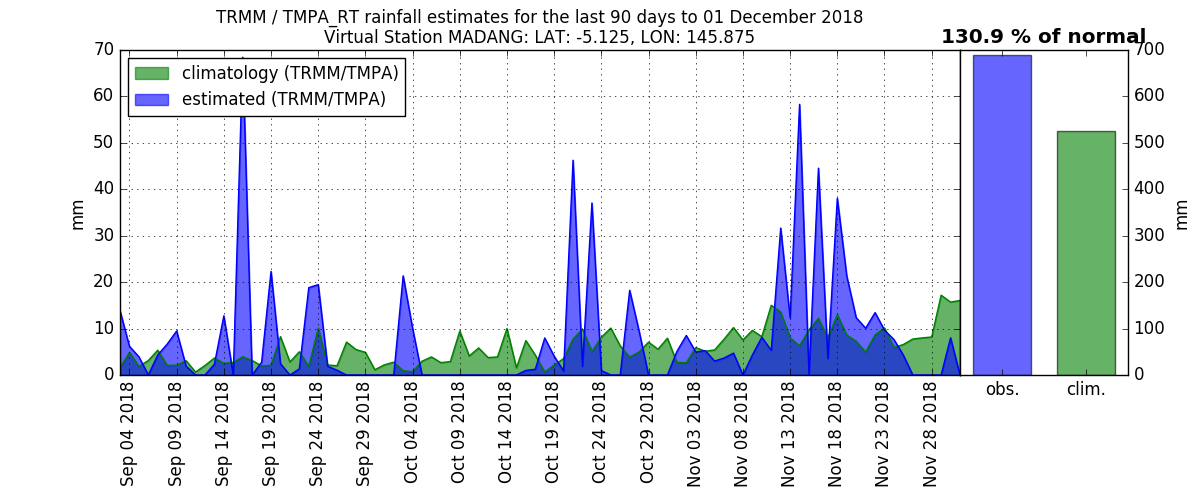 TRMM / TMPA_RT rainfall estimates for the last 90 days to 01 December 2018
Virtual Station MADANG: LAT: -5.125, LON: 145.875
130.9 % of normal
climatology (TRMM/TMPA)
estimated (TRMM/TMPA)
70
60
50
40
30
20
10
0
mm
Sep 04 2018
Sep 09 2018
Sep 14 2018
Sep 19 2018
Sep 24 2018
Sep 29 2018
Oct 04 2018
Oct 09 2018
Oct 14 2018
Oct 19 2018
Oct 24 2018
Oct 29 2018
Nov 03 2018
Nov 08 2018
Nov 13 2018
Nov 18 2018
Nov 23 2018
Nov 28 2018
700
600
500
400
300
200
100
0
mm
obs.
clim.